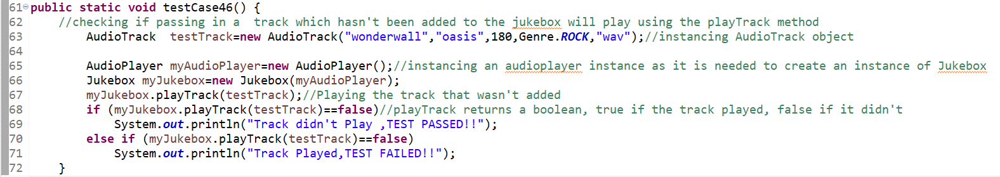 61 public static void testCase46() {
62     //checking if passing in a  track which hasn't been added to the jukebox will play using the playTrack method
63         AudioTrack  testTrack=new AudioTrack("wonderwall","oasis",180,Genre.ROCK,"wav");//instancing AudioTrack object
64
65         AudioPlayer myAudioPlayer=new AudioPlayer();//instancing an audioplayer instance as it is needed to create an instance of Jukebox
66         Jukebox myJukebox=new Jukebox(myAudioPlayer);
67         myJukebox.playTrack(testTrack);//Playing the track that wasn't added
68         if (myJukebox.playTrack(testTrack)==false)//playTrack returns a boolean, true if the track played, false if it didn't
69             System.out.println("Track didn't Play ,TEST PASSED!!");
70         else if (myJukebox.playTrack(testTrack)==false)
71             System.out.println("Track Played,TEST FAILED!!");
72     }